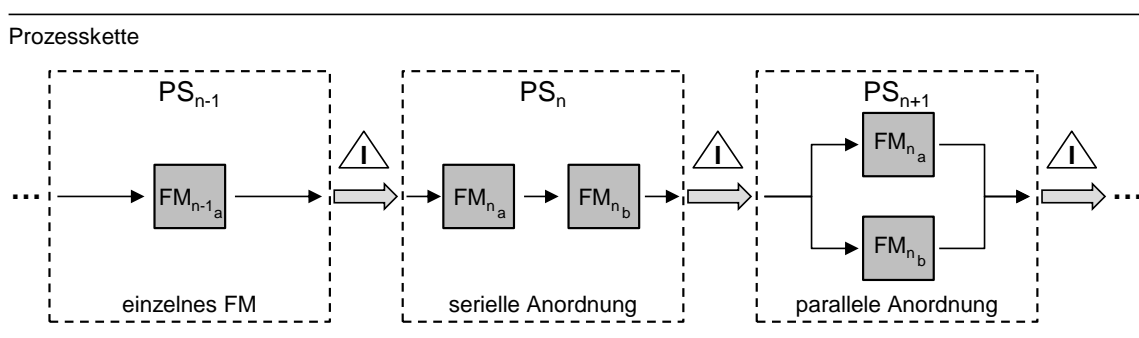 Prozesskette
PSn-1
PSn
PSn+1
I
I
I
...
FMn-1a
FMna
FMnb
FMna
FMnb
...
einzelnes FM
serielle Anordnung
parallele Anordnung